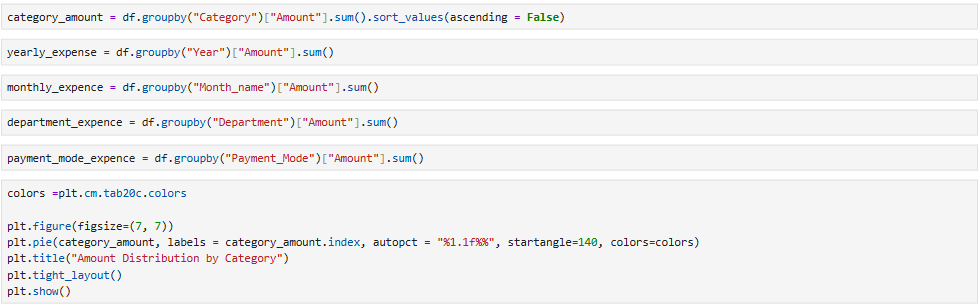 category_amount = df.groupby("Category")["Amount"].sum().sort_values(ascending = False)
yearly_expense = df.groupby("Year")["Amount"].sum()
monthly_expence = df.groupby("Month_name")["Amount"].sum()
department_expence = df.groupby("Department")["Amount"].sum()
payment_mode_expence = df.groupby("Payment_Mode")["Amount"].sum()
colors =plt.cm.tab20c.colors
plt.figure(figsize=(7, 7))
plt.pie(category_amount, labels = category_amount.index, autopct = "%1.1f%%", startangle=140, colors=colors)
plt.title("Amount Distribution by Category")
plt.tight_layout()
plt.show()